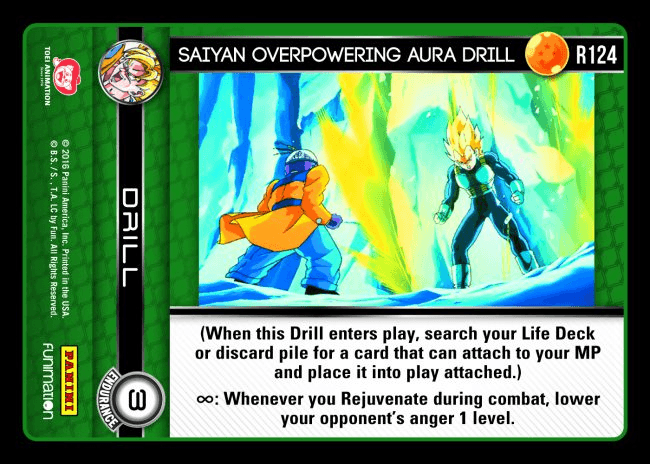 SAIYAN OVERPOWERING AURA DRILL
R124
TOEI ANIMATION
© 2016 Panini America, Inc. Printed in the USA.
© B.S. / S., T.A. LC by Fun. All Rights Reserved.
DRILL
PANINI
FUNIMATION
ENDURANCE
3
(When this Drill enters play, search your Life Deck
or discard pile for a card that can attach to your MP
and place it into play attached.)
∞: Whenever you Rejuvenate during combat, lower
your opponent's anger 1 level.